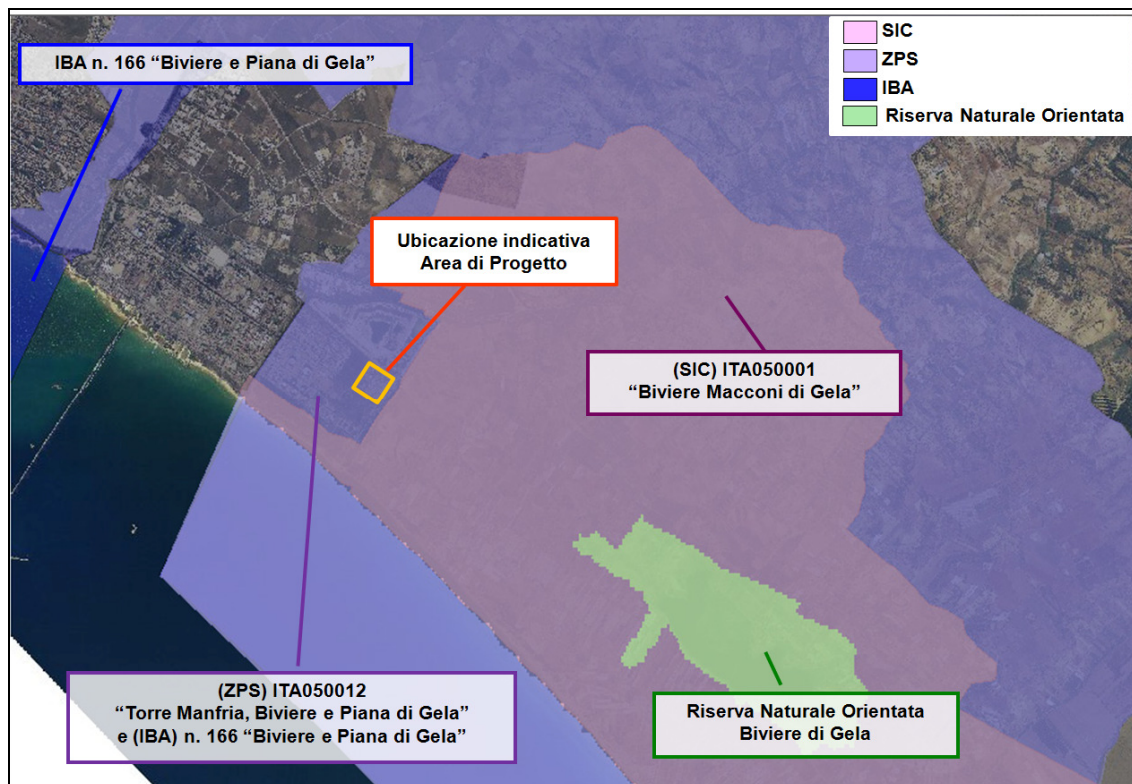 IBA n. 166 “Biviere e Piana di Gela”
SIC
ZPS
IBA
Riserva Naturale Orientata
Ubicazione indicativa
Area di Progetto
(SIC) ITA050001
“Biviere Macconi di Gela”
(ZPS) ITA050012
“Torre Manfria, Biviere e Piana di Gela”
e (IBA) n. 166 “Biviere e Piana di Gela”
Riserva Naturale Orientata
Biviere di Gela